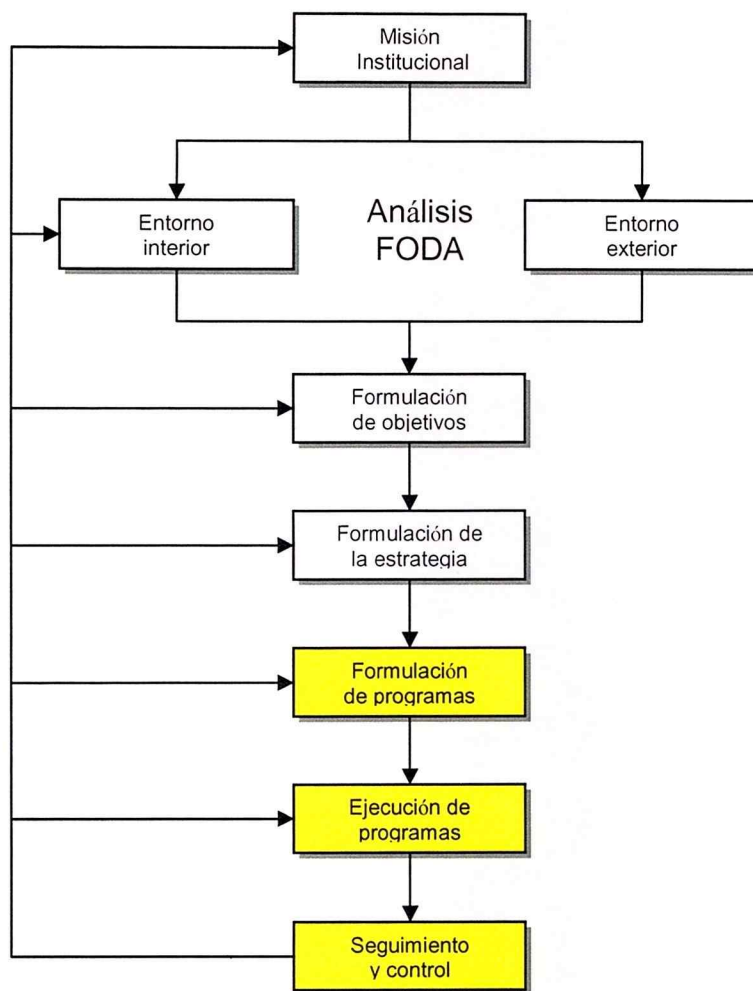 Misión
Institucional
Entorno
interior
Análisis
FODA
Entorno
exterior
Formulación
de objetivos
Formulación de
la estrategia
Formulación
de programas
Ejecución de
programas
Seguimiento
y control